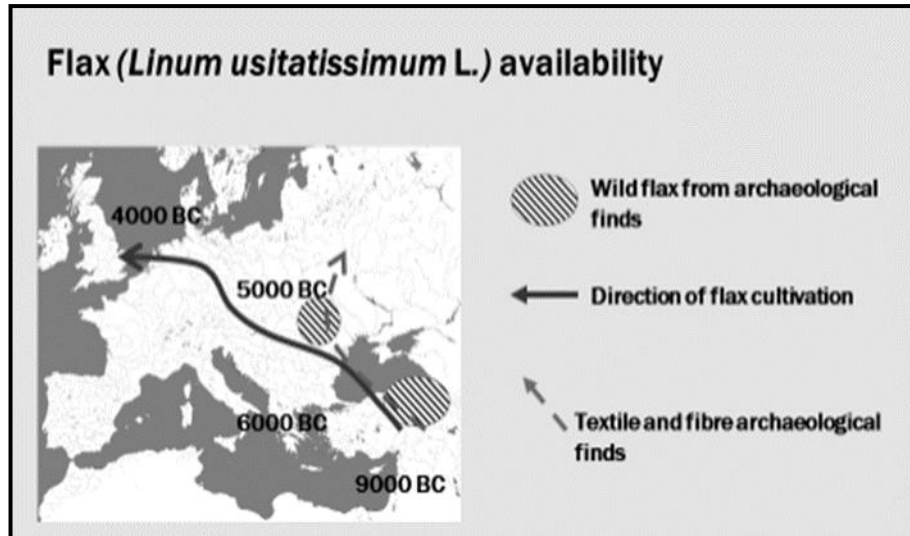 Flax (Linum usitatissimum L.) availability
4000 BC
5000 BC
6000 BC
9000 BC
Wild flax from archaeological
finds
Direction of flax cultivation
Textile and fibre archaeological
finds